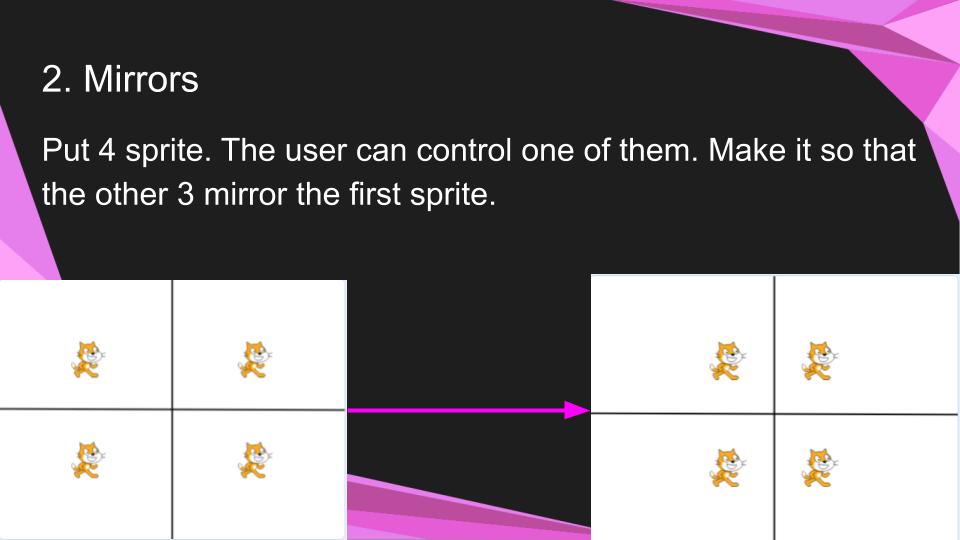 2. Mirrors
Put 4 sprite. The user can control one of them. Make it so that
the other 3 mirror the first sprite.